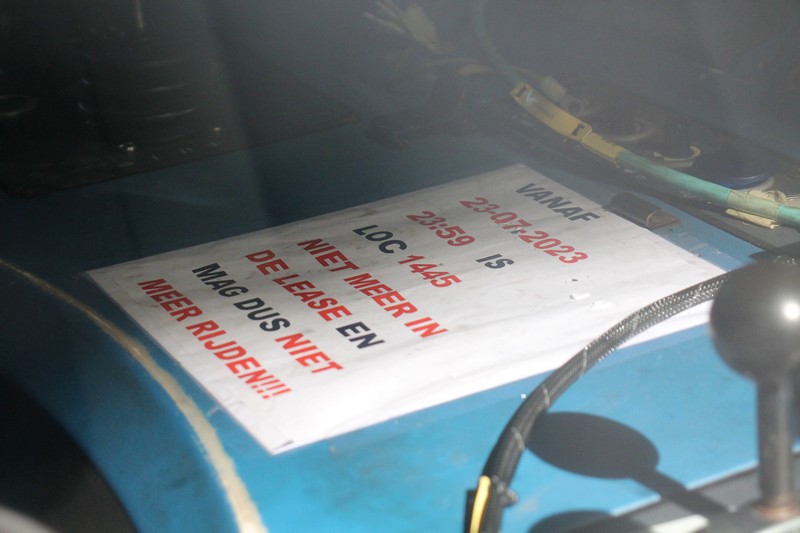 VANAF
23-07-2023
23:59 IS
LOC 1445
NIET MEER IN
DE LEASE EN
MAG DUS NIET
MEER RIJDEN!!!